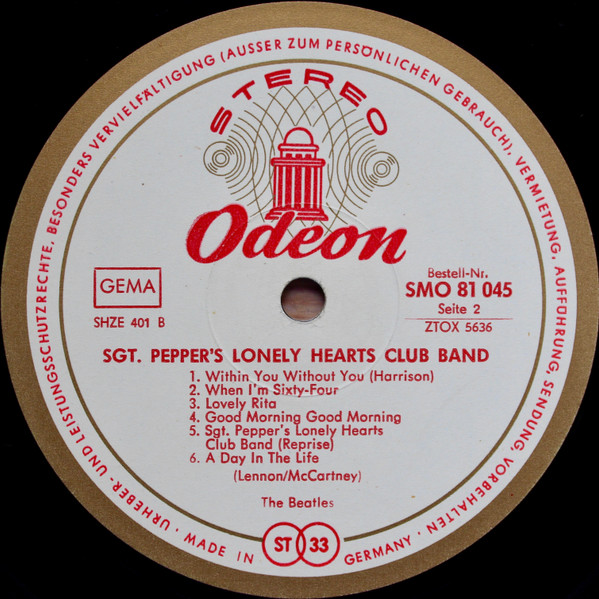 URHEBER- UND LEISTUNGSSCHUTZRECHTE, BESONDERS VERVIELFÄLTIGUNG (AUSSER ZUM PERSÖNLICHEN GEBRAUCH), VERMIETUNG, AUFFÜHRUNG, SENDUNG, VORBEHALTEN ·
STEREO
Odeon
GEMA
SHZE 401 B
Bestell-Nr.
SMO 81 045
Seite 2
ZTOX 5636
SGT. PEPPER'S LONELY HEARTS CLUB BAND
1. Within You Without You (Harrison)
2. When I'm Sixty-Four
3. Lovely Rita
4. Good Morning Good Morning
5. Sgt. Pepper's Lonely Hearts
Club Band (Reprise)
6. A Day In The Life
(Lennon/McCartney)
The Beatles
· MADE IN GERMANY ·
ST 33